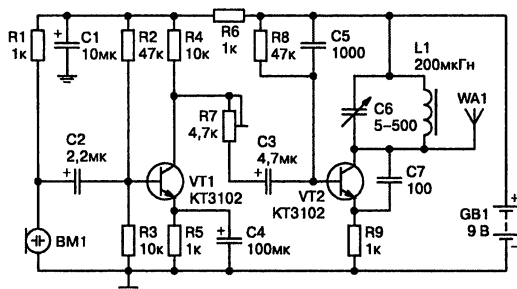 R1
1к
C1
10мк
R2
47к
R4
10к
R6
1к
R8
47к
C5
1000
L1
200мкГн
C6
5–500
WA1
R7
4,7к
C2
2,2мк
C3
4,7мк
VT1
КТ3102
VT2
КТ3102
C7
100
GB1
9 В
BM1
R3
10к
R5
1к
C4
100мк
R9
1к